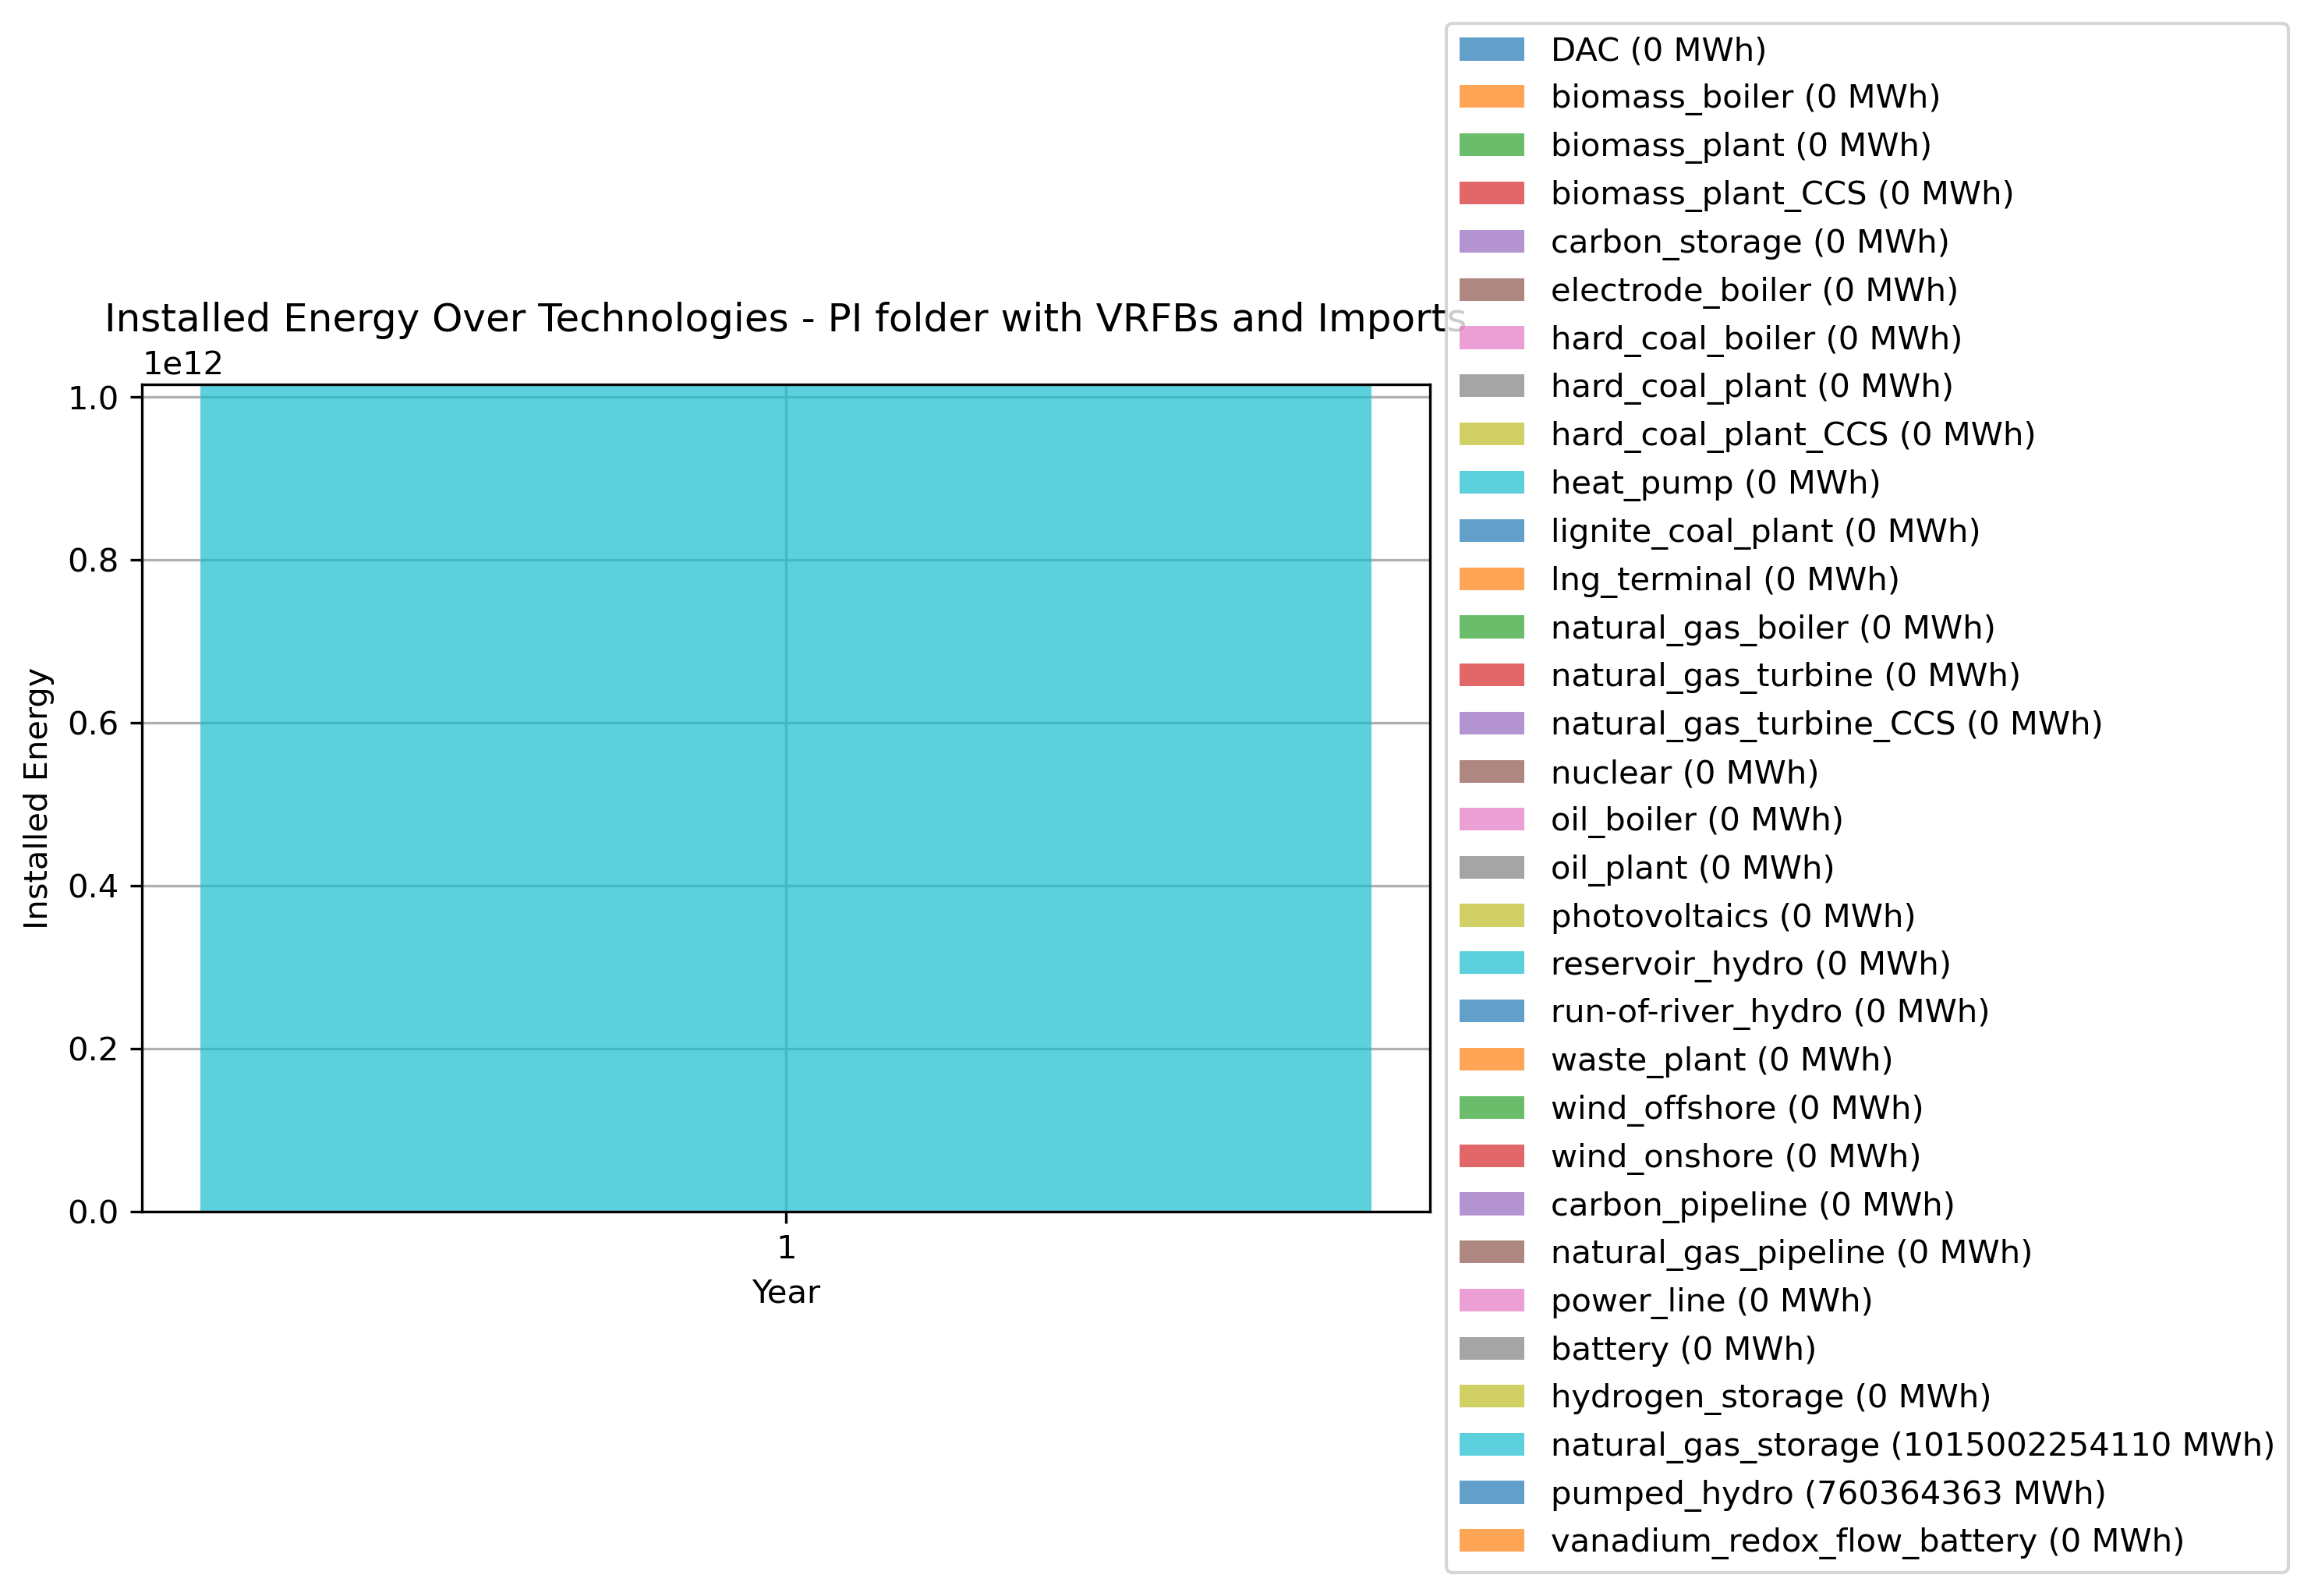 Installed Energy Over Technologies - PI folder with VRFBs and Imports
1e12
1.0
0.8
0.6
0.4
0.2
0.0
Installed Energy
1
Year
DAC (0 MWh)
biomass_boiler (0 MWh)
biomass_plant (0 MWh)
biomass_plant_CCS (0 MWh)
carbon_storage (0 MWh)
electrode_boiler (0 MWh)
hard_coal_boiler (0 MWh)
hard_coal_plant (0 MWh)
hard_coal_plant_CCS (0 MWh)
heat_pump (0 MWh)
lignite_coal_plant (0 MWh)
lng_terminal (0 MWh)
natural_gas_boiler (0 MWh)
natural_gas_turbine (0 MWh)
natural_gas_turbine_CCS (0 MWh)
nuclear (0 MWh)
oil_boiler (0 MWh)
oil_plant (0 MWh)
photovoltaics (0 MWh)
reservoir_hydro (0 MWh)
run-of-river_hydro (0 MWh)
waste_plant (0 MWh)
wind_offshore (0 MWh)
wind_onshore (0 MWh)
carbon_pipeline (0 MWh)
natural_gas_pipeline (0 MWh)
power_line (0 MWh)
battery (0 MWh)
hydrogen_storage (0 MWh)
natural_gas_storage (1015002254110 MWh)
pumped_hydro (760364363 MWh)
vanadium_redox_flow_battery (0 MWh)